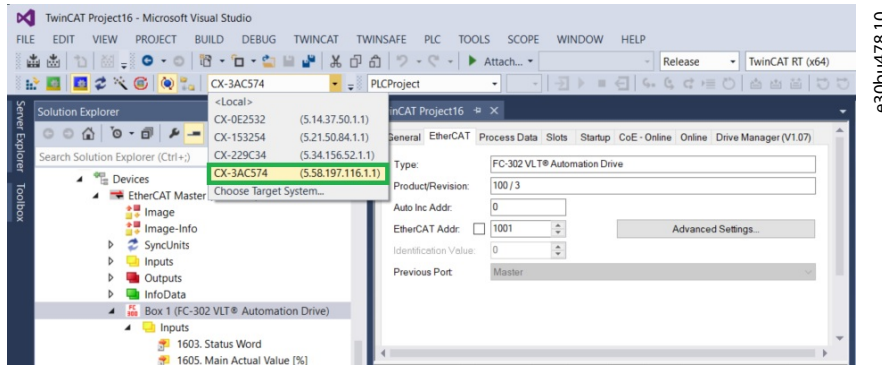 TwinCAT Project16 - Microsoft Visual Studio
FILE EDIT VIEW PROJECT BUILD DEBUG TWINCAT TWINSAFE PLC TOOLS SCOPE WINDOW HELP
Attach... Release TwinCAT RT (x64)
CX-3AC574 PLCProject
<Local>
CX-0E2532 (5.14.37.50.1.1)
CX-153254 (5.21.50.84.1.1)
CX-229C34 (5.34.156.52.1.1)
CX-3AC574 (5.58.197.116.1.1)
Choose Target System...
Server Explorer
Toolbox
Solution Explorer
Search Solution Explorer (Ctrl+;)
Devices
EtherCAT Master
Image
Image-Info
SyncUnits
Inputs
Outputs
InfoData
Box 1 (FC-302 VLT® Automation Drive)
Inputs
1603. Status Word
1605. Main Actual Value [%]
inCAT Project16
General EtherCAT Process Data Slots Startup CoE - Online Online Drive Manager (V1.07)
Type: FC-302 VLT® Automation Drive
Product/Revision: 100 / 3
Auto Inc Addr: 0
EtherCAT Addr: 1001 Advanced Settings...
Identification Value: 0
Previous Port: Master
e30bu478.10